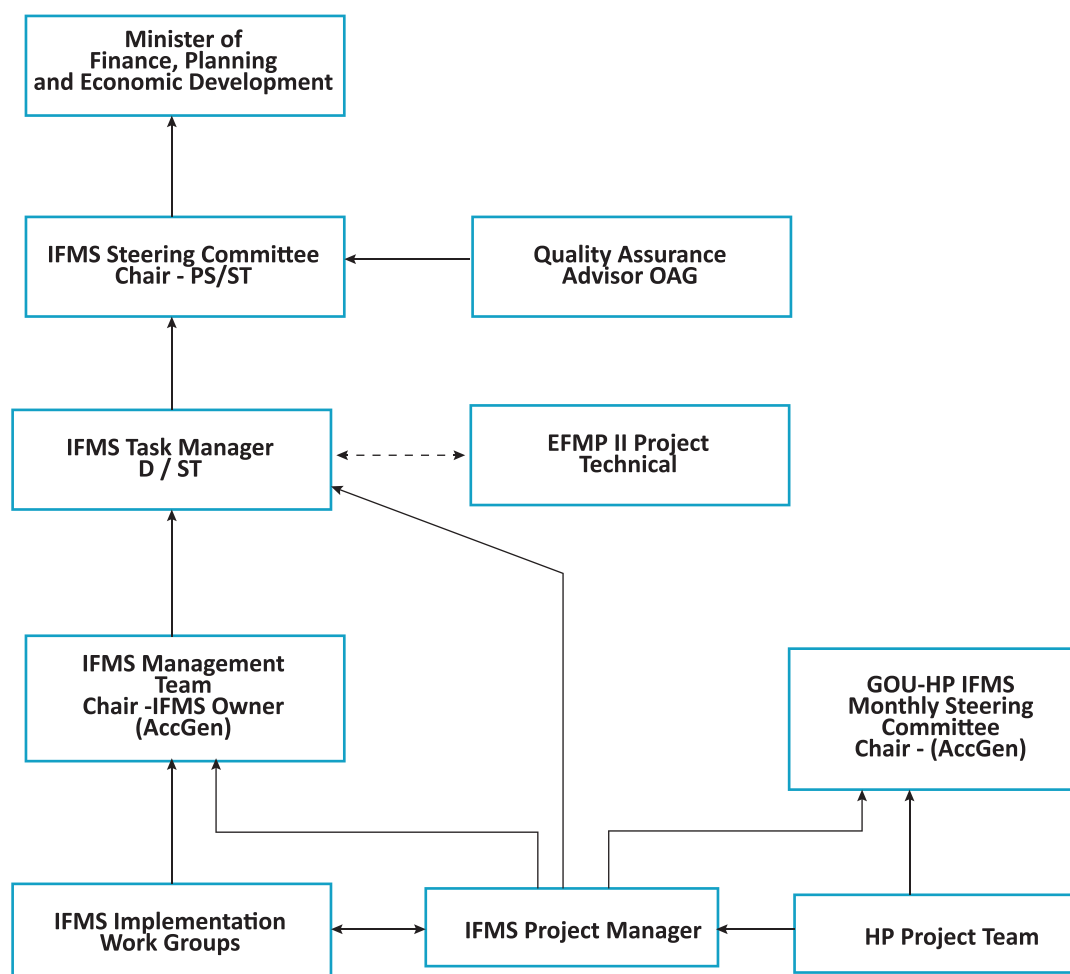 Minister of
Finance, Planning
and Economic Development
IFMS Steering Committee
Chair - PS/ST
Quality Assurance
Advisor OAG
IFMS Task Manager
D / ST
EFMP II Project
Technical
IFMS Management
Team
Chair -IFMS Owner
(AccGen)
GOU-HP IFMS
Monthly Steering
Committee
Chair - (AccGen)
IFMS Implementation
Work Groups
IFMS Project Manager
HP Project Team